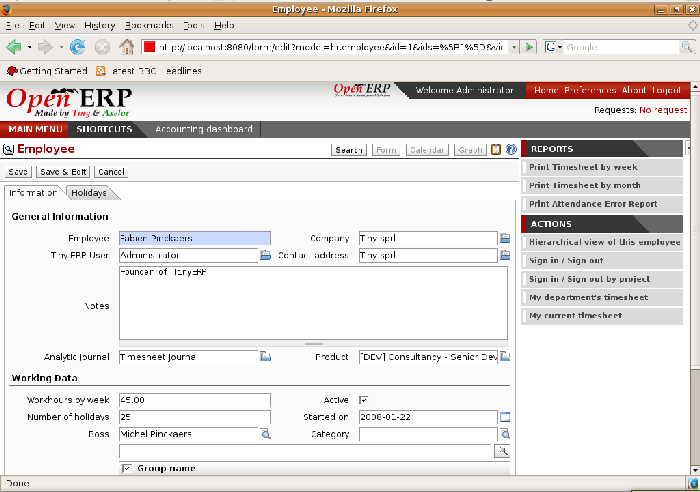 Employee - Mozilla Firefox
File Edit View History Bookmarks Tools Help
http://localhost:8080/form/edit?model=hr.employee&id=1&ids=%5B1%5D&vie
Google
Getting Started Latest BBC Headlines
Open ERP
Made by Tiny & Axelor
Open ERP
Welcome Administrator
Home Preferences About Logout
Requests: No request
MAIN MENU SHORTCUTS Accounting dashboard
Employee
Search Form Calendar Graph
Save Save & Edit Cancel
Information Holidays
General Information
Employee Fabien Pinckaers Company Tiny sprl
Tiny ERP User Administrator Contact address Tiny sprl
Notes Founder of TinyERP
Analytic Journal Timesheet Journal Product [DEV] Consultancy - Senior Dev
Working Data
Workhours by week 45.00 Active
Number of holidays 25 Started on 2008-01-22
Boss Michel Pinckaers Category
Group name
REPORTS
Print Timesheet by week
Print Timesheet by month
Print Attendance Error Report
ACTIONS
Hierarchical view of this employee
Sign in / Sign out
Sign in / Sign out by project
My department's timesheet
My current timesheet
Done